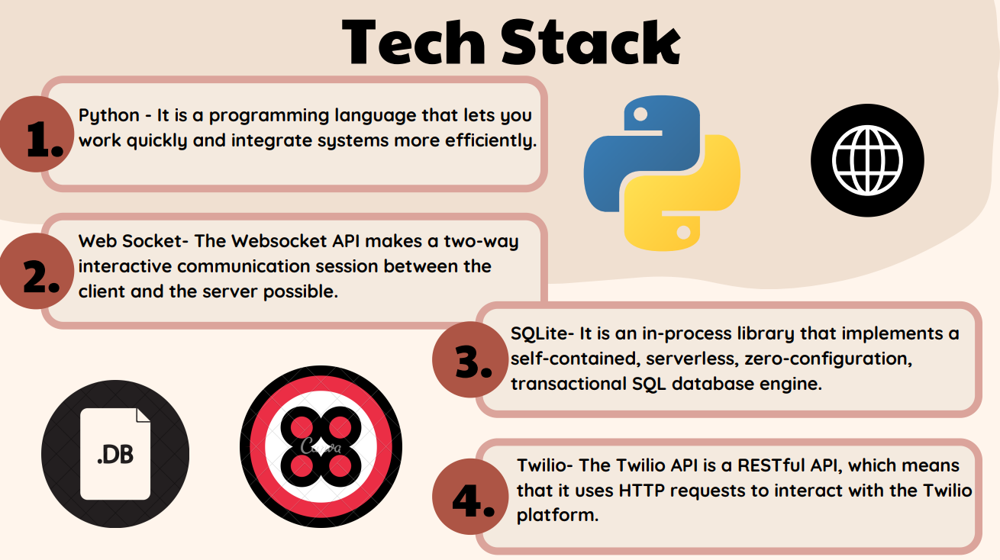 Tech Stack
1.
Python - It is a programming language that lets you
work quickly and integrate systems more efficiently.
2.
Web Socket- The Websocket API makes a two-way
interactive communication session between the
client and the server possible.
3.
SQLite- It is an in-process library that implements a
self-contained, serverless, zero-configuration,
transactional SQL database engine.
.DB
Canva
4.
Twilio- The Twilio API is a RESTful API, which means
that it uses HTTP requests to interact with the Twilio
platform.